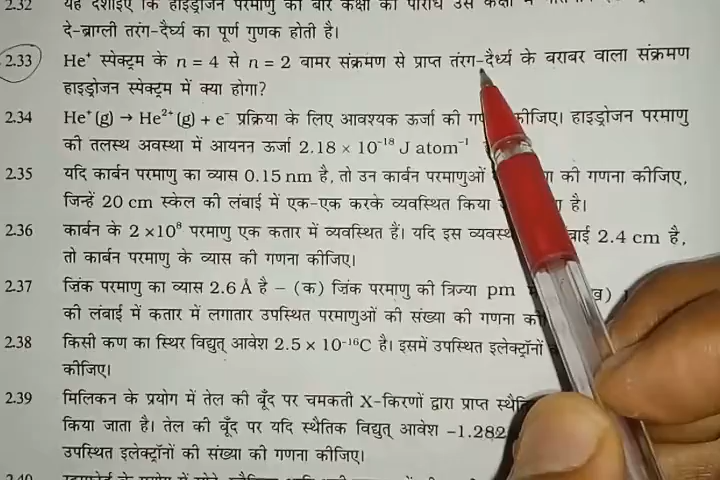 2.32 यह दर्शाइए कि हाइड्रोजन परमाणु की बोर कक्षा की परिधि उस कक्षा में
दे-ब्राग्ली तरंग-दैर्घ्य का पूर्ण गुणक होती है।
2.33 He⁺ स्पेक्ट्रम के n = 4 से n = 2 बामर संक्रमण से प्राप्त तंरग-दैर्ध्य के बराबर वाला संक्रमण
हाइड्रोजन स्पेक्ट्रम में क्या होगा?
2.34 He⁺(g) → He²⁺(g) + e⁻ प्रक्रिया के लिए आवश्यक ऊर्जा की कीजिए। हाइड्रोजन परमाणु
की तलस्थ अवस्था में आयनन ऊर्जा 2.18 × 10⁻¹⁸ J atom⁻¹
2.35 यदि कार्बन परमाणु का व्यास 0.15 nm है, तो उन कार्बन परमाणुओं की गणना कीजिए,
जिन्हें 20 cm स्केल की लंबाई में एक-एक करके व्यवस्थित किया है।
2.36 कार्बन के 2 ×10⁸ परमाणु एक कतार में व्यवस्थित हैं। यदि इस 2.4 cm है,
तो कार्बन परमाणु के व्यास की गणना कीजिए।
2.37 जिंक परमाणु का व्यास 2.6 Å है – (क) जिंक परमाणु की त्रिज्या pm
की लंबाई में कतार में लगातार उपस्थित परमाणुओं की संख्या की गणना
2.38 किसी कण का स्थिर विद्युत् आवेश 2.5 × 10⁻¹⁶C है। इसमें उपस्थित इलेक्ट्रॉनों
कीजिए।
2.39 मिलिकन के प्रयोग में तेल की बूँद पर चमकती X-किरणों द्वारा प्राप्त
किया जाता है। तेल की बूँद पर यदि स्थैतिक विद्युत् आवेश –1.282
उपस्थित इलेक्ट्रॉनों की संख्या की गणना कीजिए।
2.40